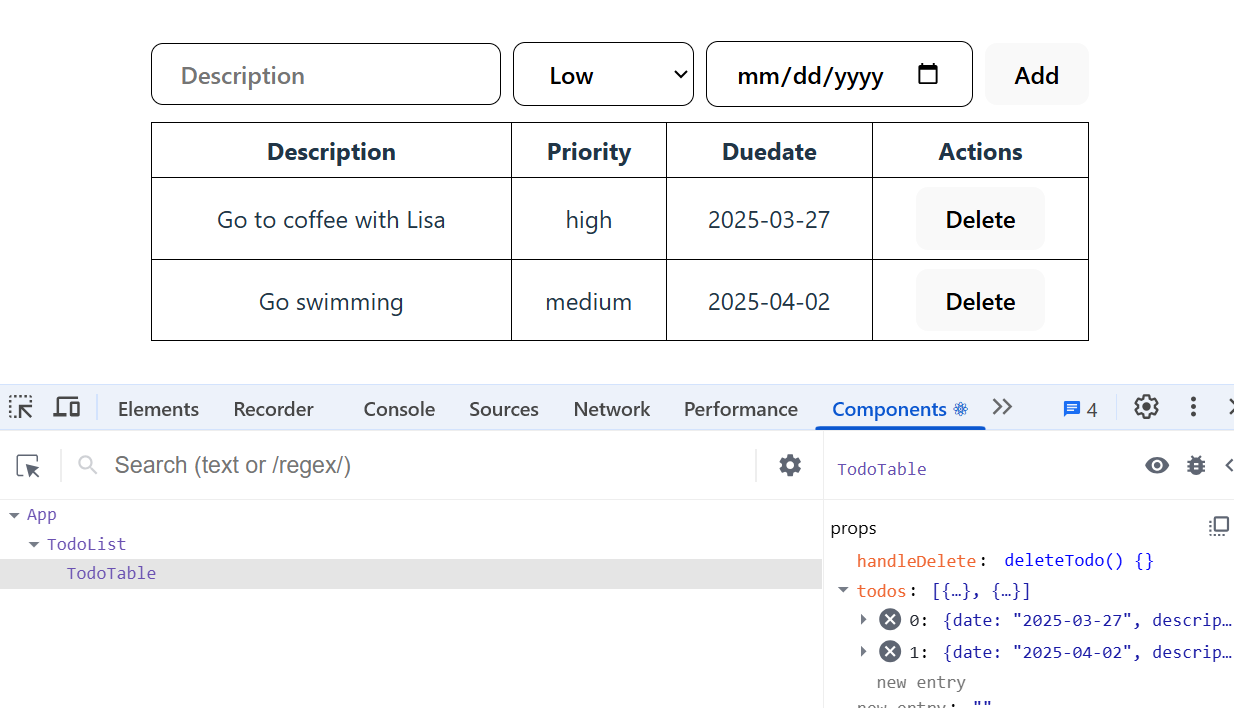 Description Low mm/dd/yyyy Add
Description Priority Duedate Actions
Go to coffee with Lisa high 2025-03-27 Delete
Go swimming medium 2025-04-02 Delete
Elements Recorder Console Sources Network Performance Components 4
Search (text or /regex/)
TodoTable
App
TodoList
TodoTable
props
handleDelete: deleteTodo() {}
todos: [{…}, {…}]
0: {date: "2025-03-27", descrip…
1: {date: "2025-04-02", descrip…
new entry
new entry: ""